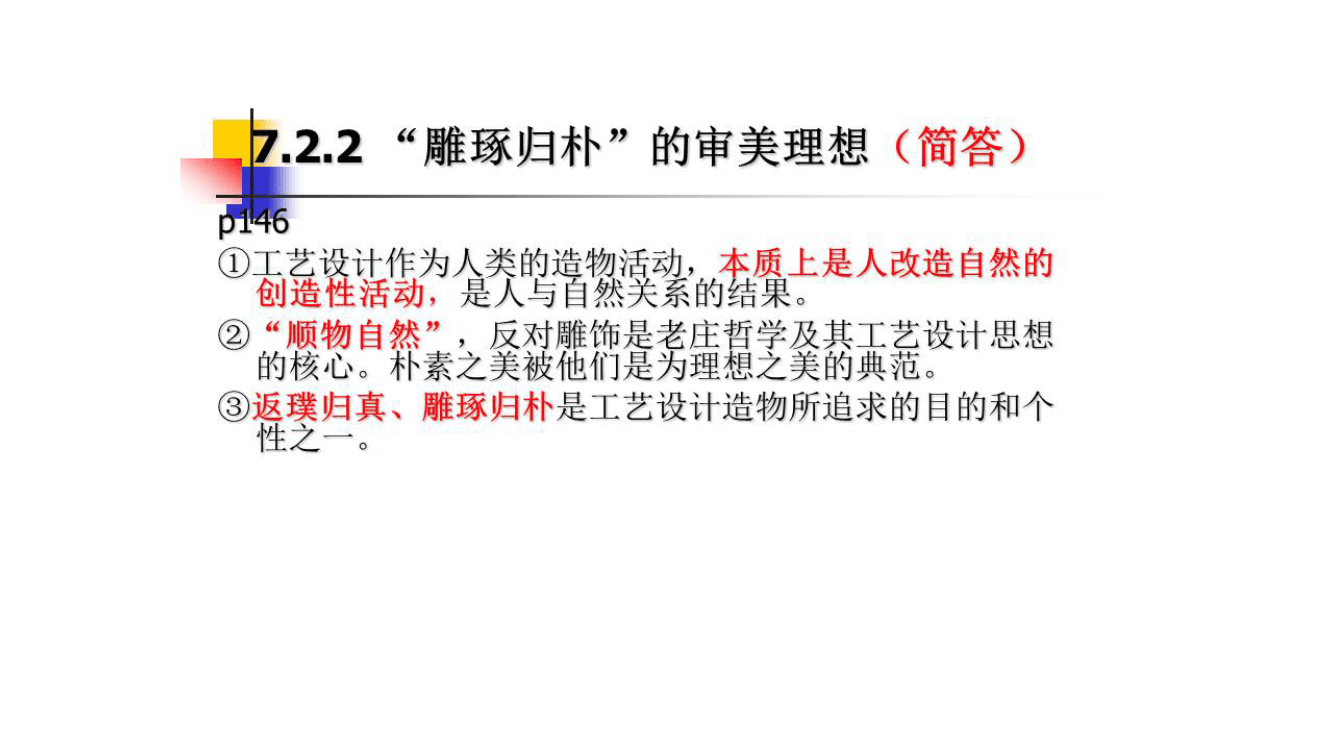 7.2.2 “雕琢归朴”的审美理想（简答）
p146
①工艺设计作为人类的造物活动，本质上是人改造自然的
创造性活动，是人与自然关系的结果。
②“顺物自然”，反对雕饰是老庄哲学及其工艺设计思想
的核心。朴素之美被他们是为理想之美的典范。
③返璞归真、雕琢归朴是工艺设计造物所追求的目的和个
性之一。